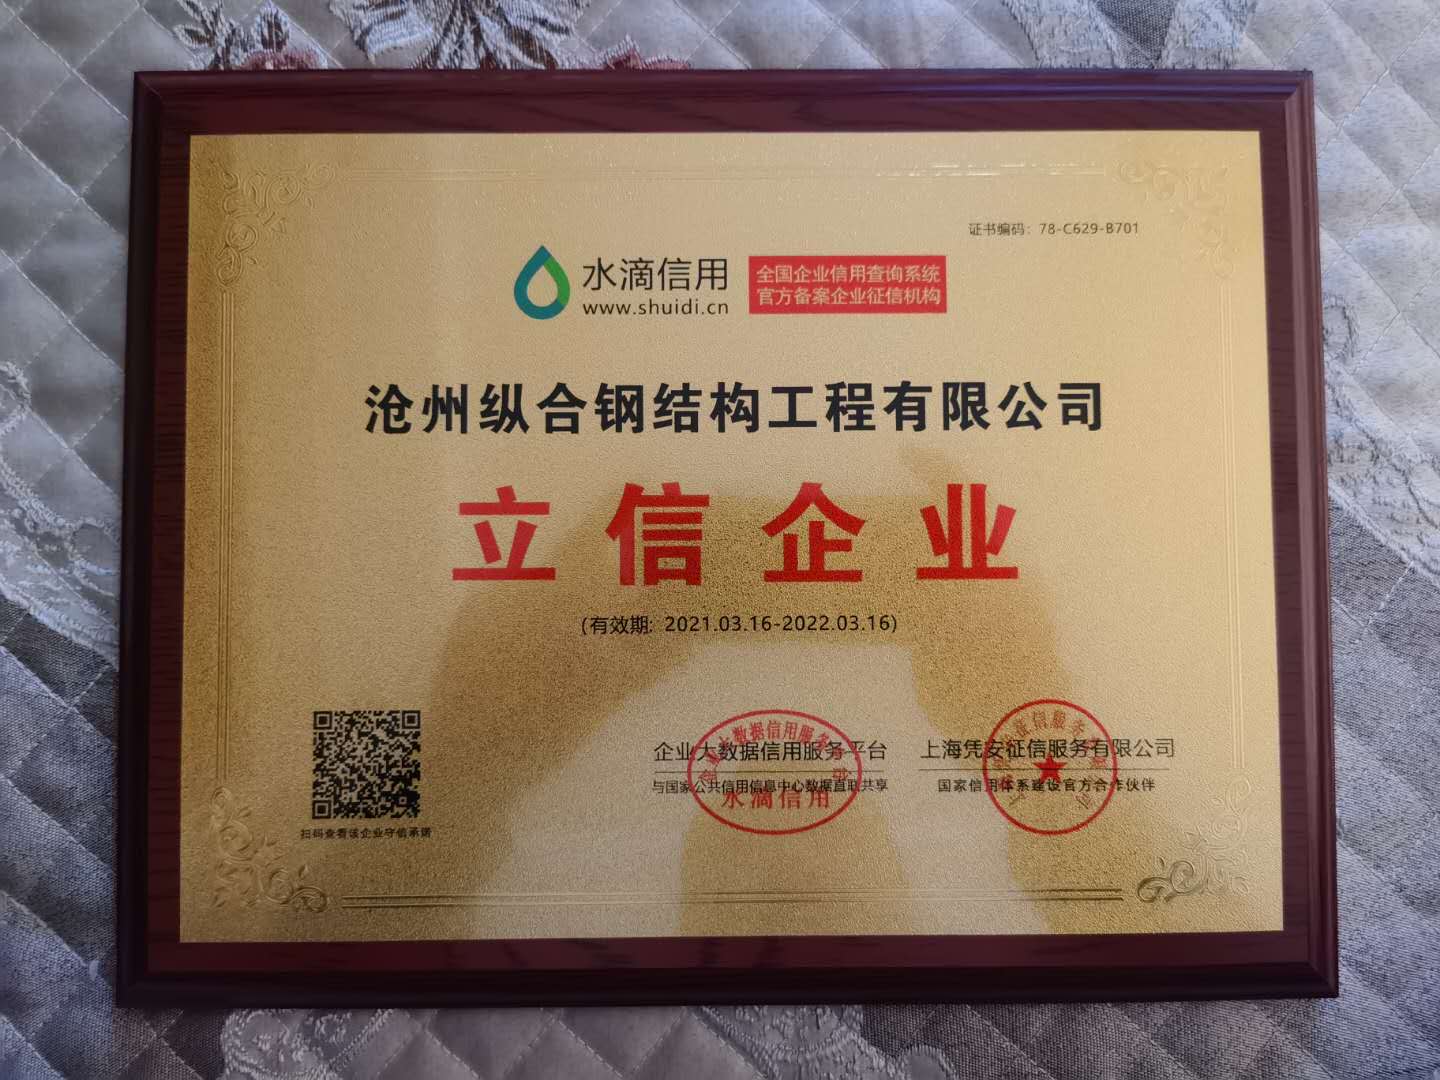 证书编码: 78-C629-B701
水滴信用
www.shuidi.cn
全国企业信用查询系统
官方备案企业征信机构
沧州纵合钢结构工程有限公司
立信企业
(有效期: 2021.03.16-2022.03.16)
企业大数据信用服务平台
与国家公共信用信息中心数据直联共享
水滴信用
上海凭安征信服务有限公司
国家信用体系建设官方合作伙伴
扫码查看该企业守信承诺